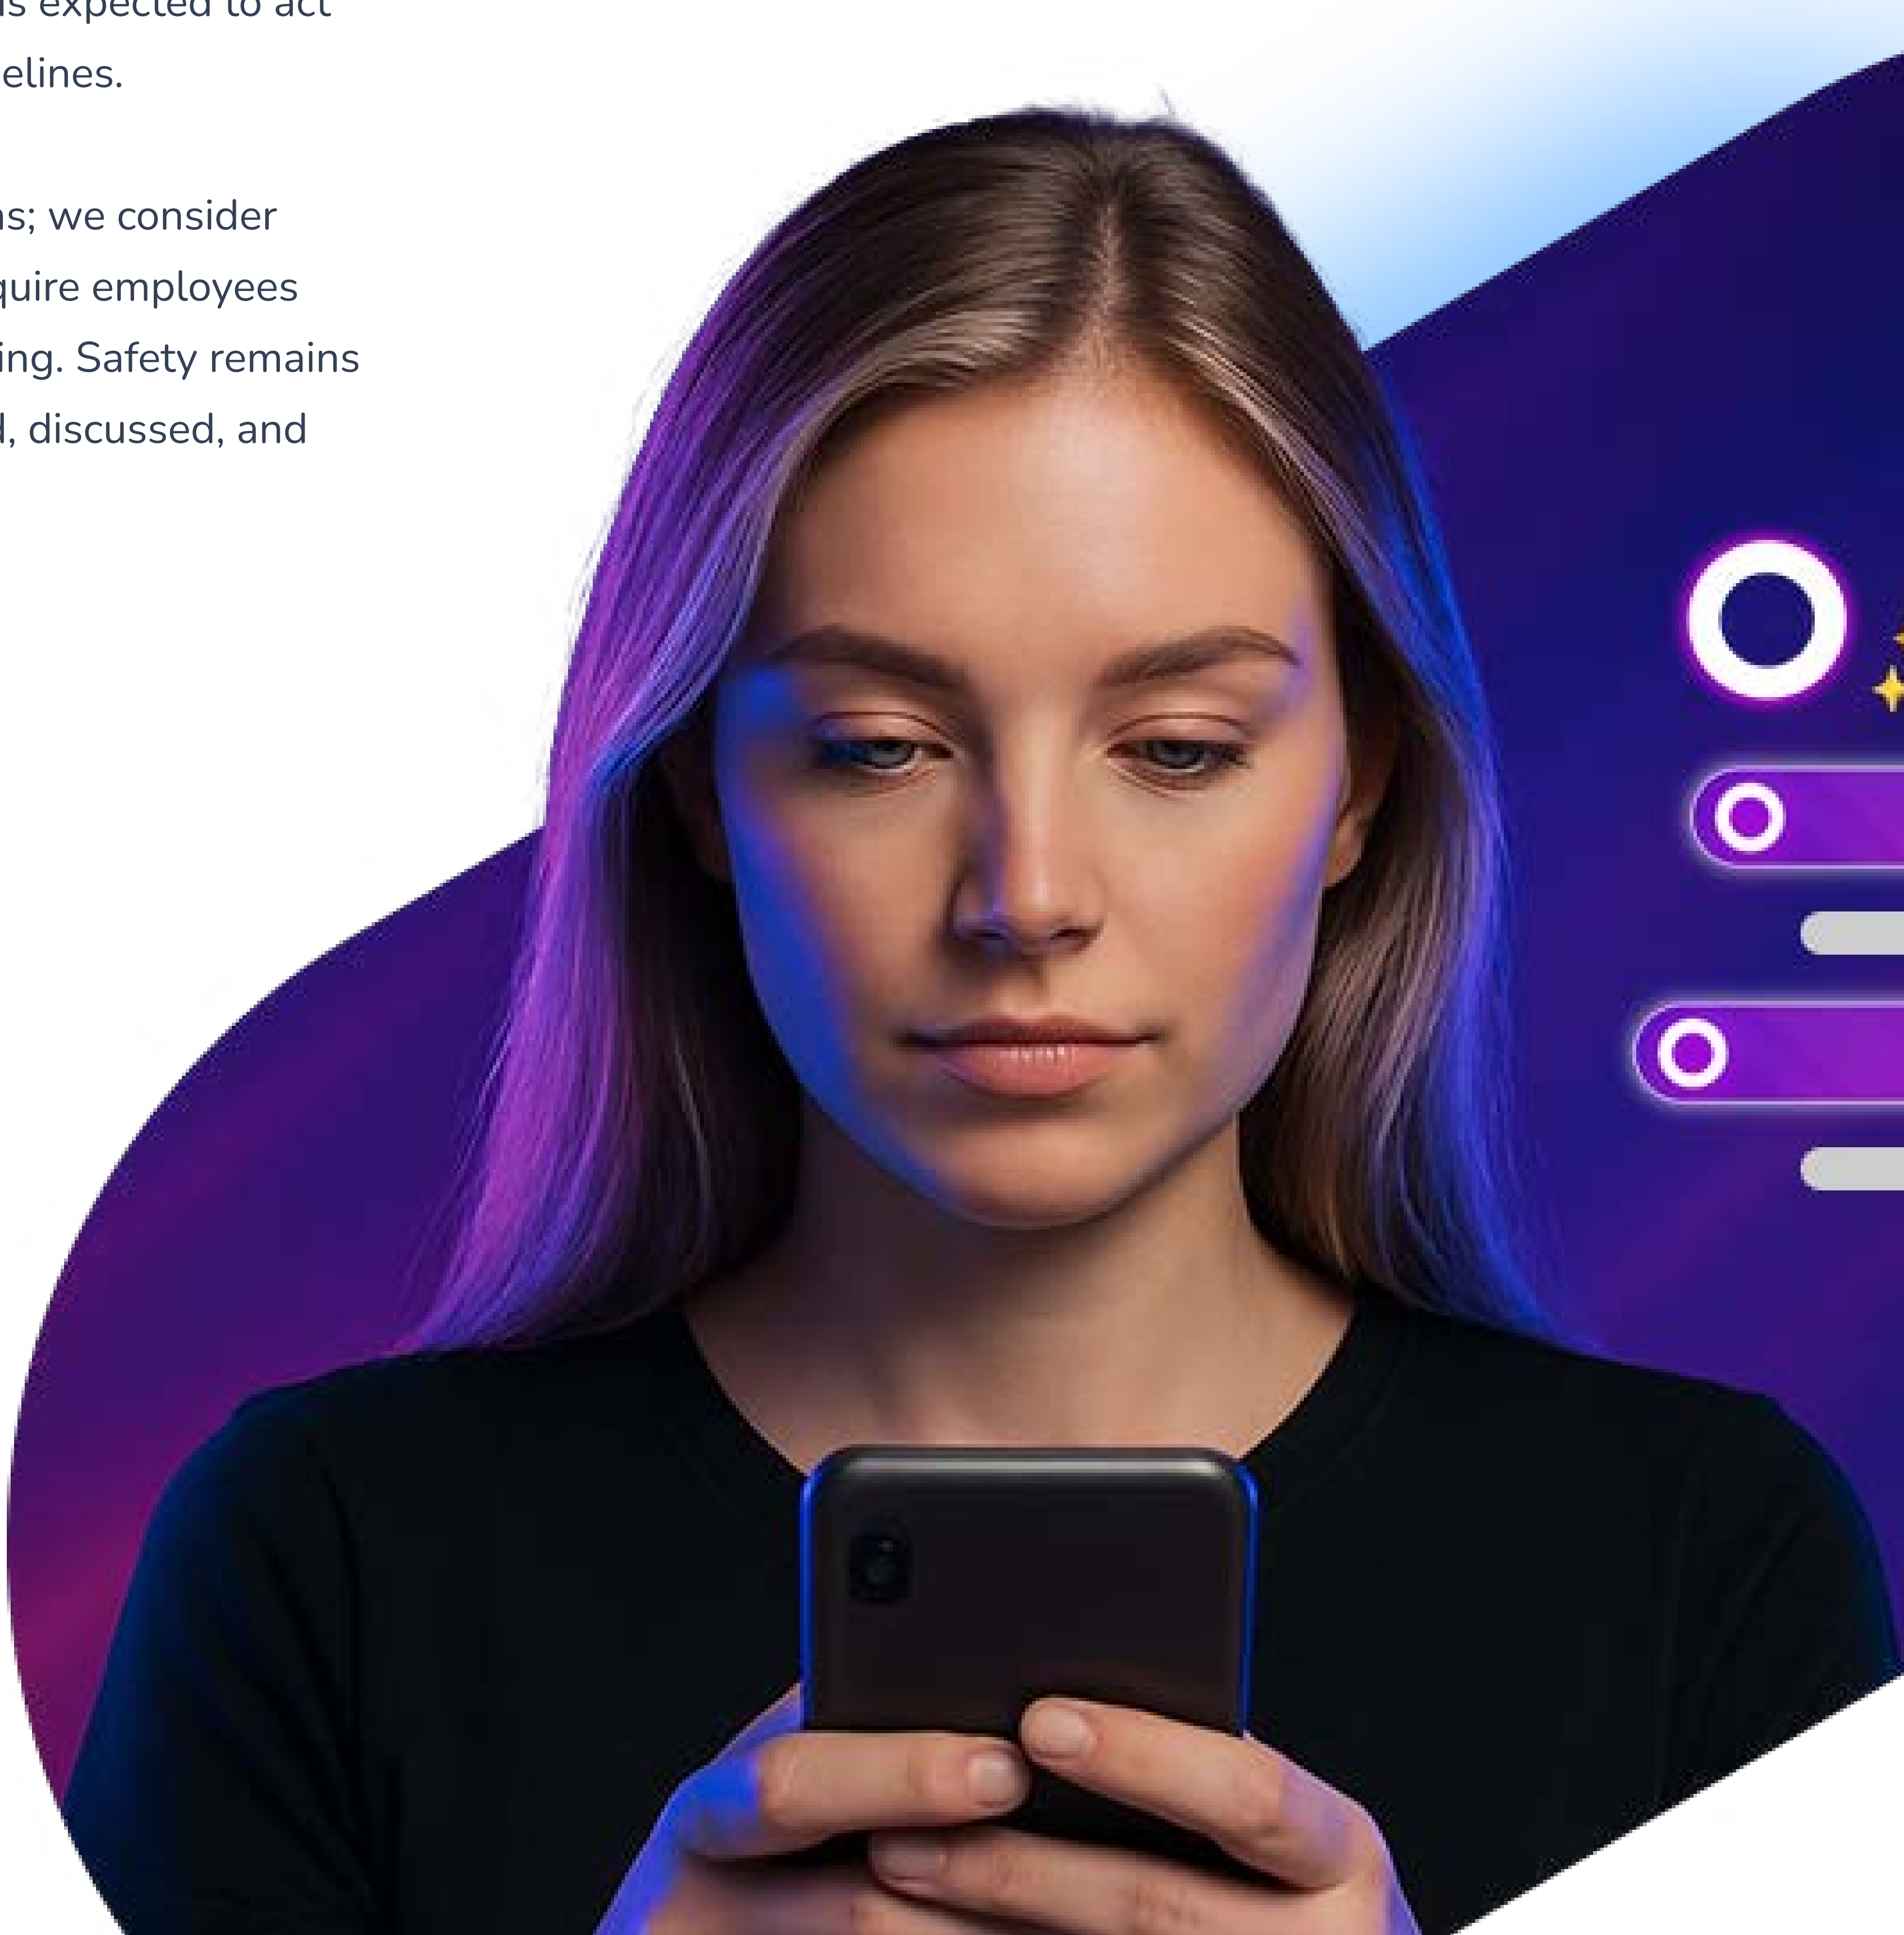 is expected to act
elines.
ns; we consider
quire employees
ing. Safety remains
d, discussed, and